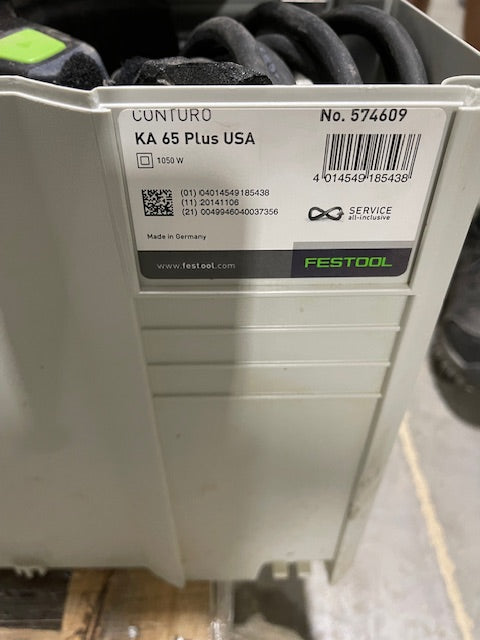 CONTURO No. 574609
KA 65 Plus USA
1050 W
4 014549 185438
(01) 04014549185438
(11) 20141106
(21) 0049946040037356
SERVICE
all-inclusive
Made in Germany
www.festool.com FESTOOL